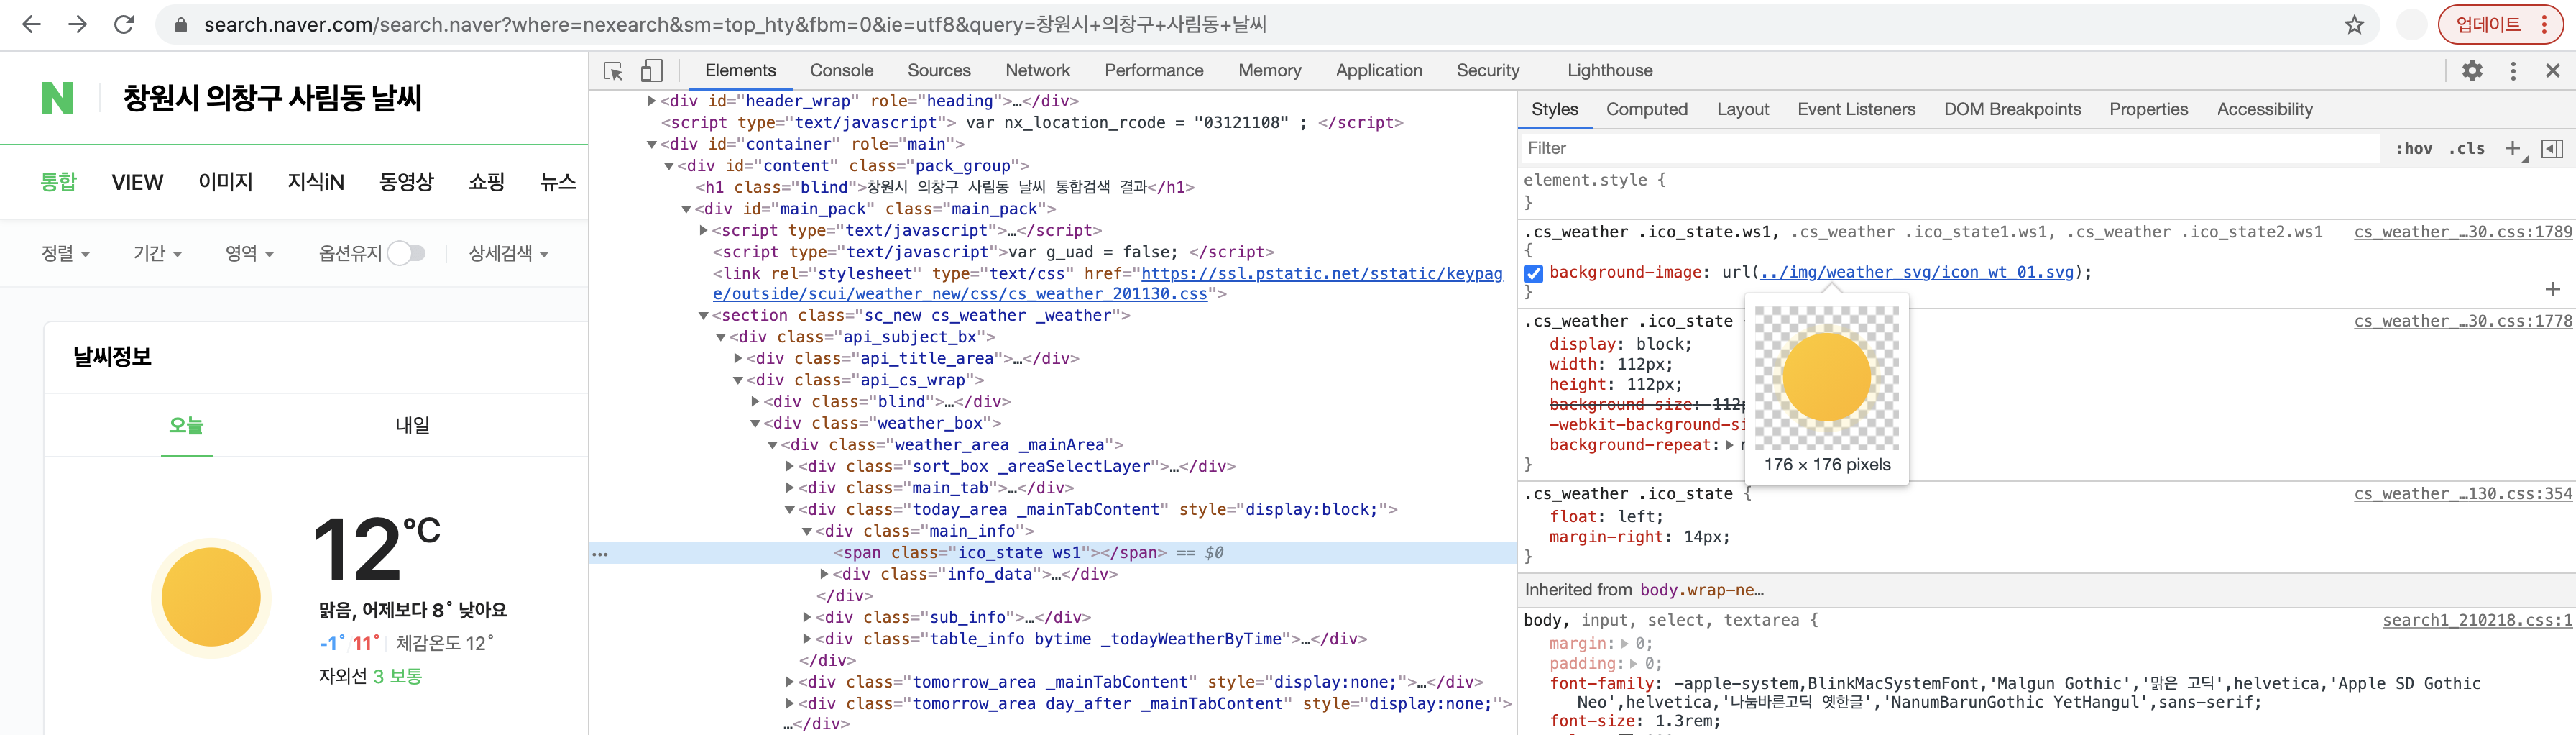 search.naver.com/search.naver?where=nexearch&sm=top_hty&fbm=0&ie=utf8&query=창원시+의창구+사림동+날씨
업데이트
N 창원시 의창구 사림동 날씨
통합 VIEW 이미지 지식iN 동영상 쇼핑 뉴스
정렬 기간 영역 옵션유지 상세검색
날씨정보
오늘 내일
12°C
맑음, 어제보다 8˚ 낮아요
-1˚/11˚ 체감온도 12˚
자외선 3 보통
Elements Console Sources Network Performance Memory Application Security Lighthouse
▶<div id="header_wrap" role="heading">…</div>
<script type="text/javascript"> var nx_location_rcode = "03121108" ; </script>
▼<div id="container" role="main">
▼<div id="content" class="pack_group">
<h1 class="blind">창원시 의창구 사림동 날씨 통합검색 결과</h1>
▼<div id="main_pack" class="main_pack">
▶<script type="text/javascript">…</script>
<script type="text/javascript">var g_uad = false; </script>
<link rel="stylesheet" type="text/css" href="https://ssl.pstatic.net/sstatic/keypag
e/outside/scui/weather_new/css/cs_weather_201130.css">
▼<section class="sc_new cs_weather _weather">
▼<div class="api_subject_bx">
▶<div class="api_title_area">…</div>
▼<div class="api_cs_wrap">
▶<div class="blind">…</div>
▼<div class="weather_box">
▼<div class="weather_area _mainArea">
▶<div class="sort_box _areaSelectLayer">…</div>
▶<div class="main_tab">…</div>
▼<div class="today_area _mainTabContent" style="display:block;">
▼<div class="main_info">
… <span class="ico_state ws1"></span> == $0
▶<div class="info_data">…</div>
</div>
▶<div class="sub_info">…</div>
▶<div class="table_info bytime _todayWeatherByTime">…</div>
</div>
▶<div class="tomorrow_area _mainTabContent" style="display:none;">…</div>
▶<div class="tomorrow_area day_after _mainTabContent" style="display:none;">
…</div>
Styles Computed Layout Event Listeners DOM Breakpoints Properties Accessibility
Filter :hov .cls +
element.style {
}
.cs_weather .ico_state.ws1, .cs_weather .ico_state1.ws1, .cs_weather .ico_state2.ws1 cs_weather_…30.css:1789
{
background-image: url(../img/weather_svg/icon_wt_01.svg);
}
.cs_weather .ico_state cs_weather_…30.css:1778
display: block;
width: 112px;
height: 112px;
background-size: 112
-webkit-background-si
background-repeat: ▶
}
176 × 176 pixels
.cs_weather .ico_state { cs_weather_…130.css:354
float: left;
margin-right: 14px;
}
Inherited from body.wrap-ne…
body, input, select, textarea { search1_210218.css:1
margin: ▶ 0;
padding: ▶ 0;
font-family: -apple-system,BlinkMacSystemFont,'Malgun Gothic','맑은 고딕',helvetica,'Apple SD Gothic
Neo',helvetica,'나눔바른고딕 옛한글','NanumBarunGothic YetHangul',sans-serif;
font-size: 1.3rem;